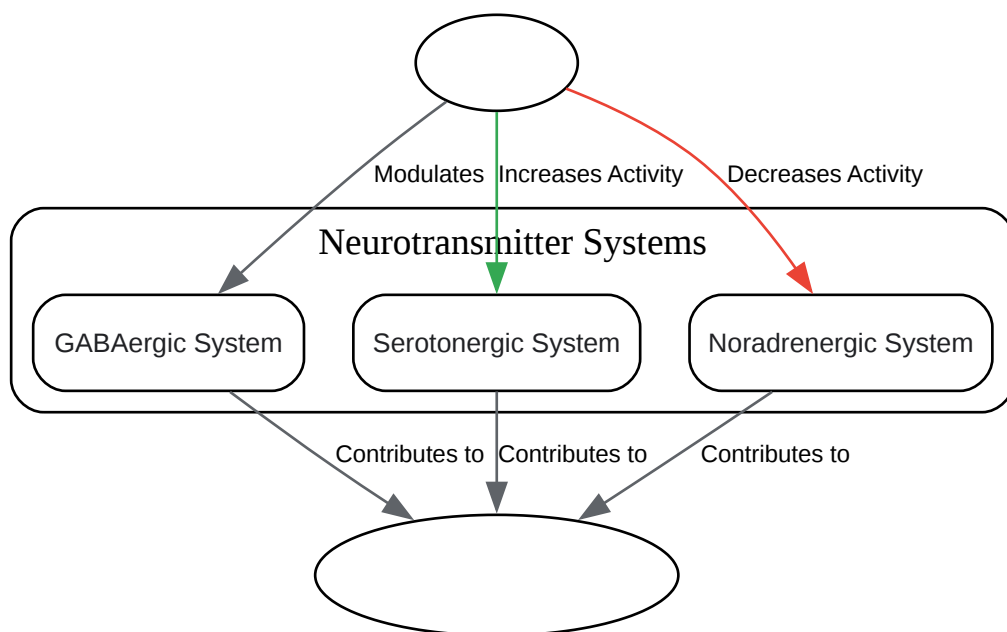 Modulates
Increases Activity
Decreases Activity
Neurotransmitter Systems
GABAergic System
Serotonergic System
Noradrenergic System
Contributes to
Contributes to
Contributes to